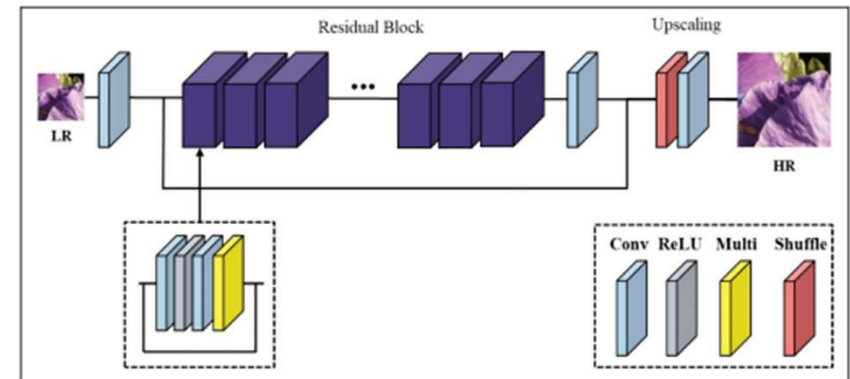 Residual Block
Upscaling
•••
LR
HR
Conv ReLU Multi Shuffle